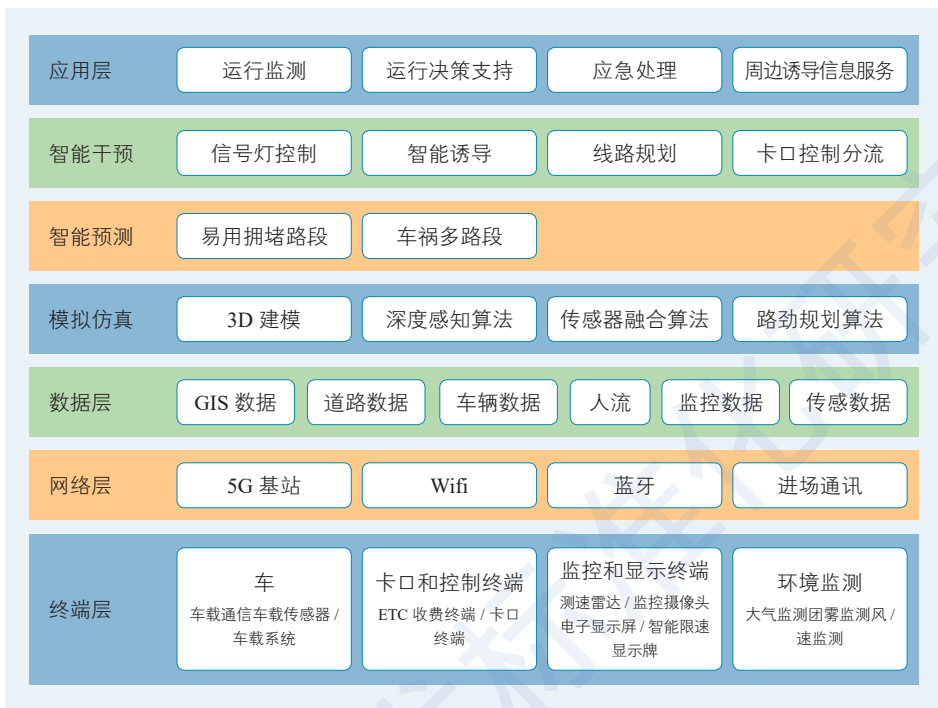 应用层 运行监测 运行决策支持 应急处理 周边诱导信息服务
智能干预 信号灯控制 智能诱导 线路规划 卡口控制分流
智能预测 易用拥堵路段 车祸多路段
模拟仿真 3D 建模 深度感知算法 传感器融合算法 路劲规划算法
数据层 GIS 数据 道路数据 车辆数据 人流 监控数据 传感数据
网络层 5G 基站 Wifi 蓝牙 进场通讯
终端层
车
车载通信车载传感器 /
车载系统
卡口和控制终端
ETC 收费终端 / 卡口
终端
监控和显示终端
测速雷达 / 监控摄像头
电子显示屏 / 智能限速
显示牌
环境监测
大气监测团雾监测风 /
速监测
标准化研究